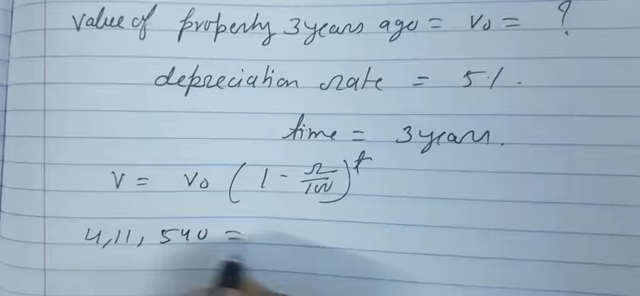 value of property 3 years ago = V₀ = ?
depreciation rate = 5%.
time = 3 years.
V = V₀ (1 - r/100)^t
4,11,540 =